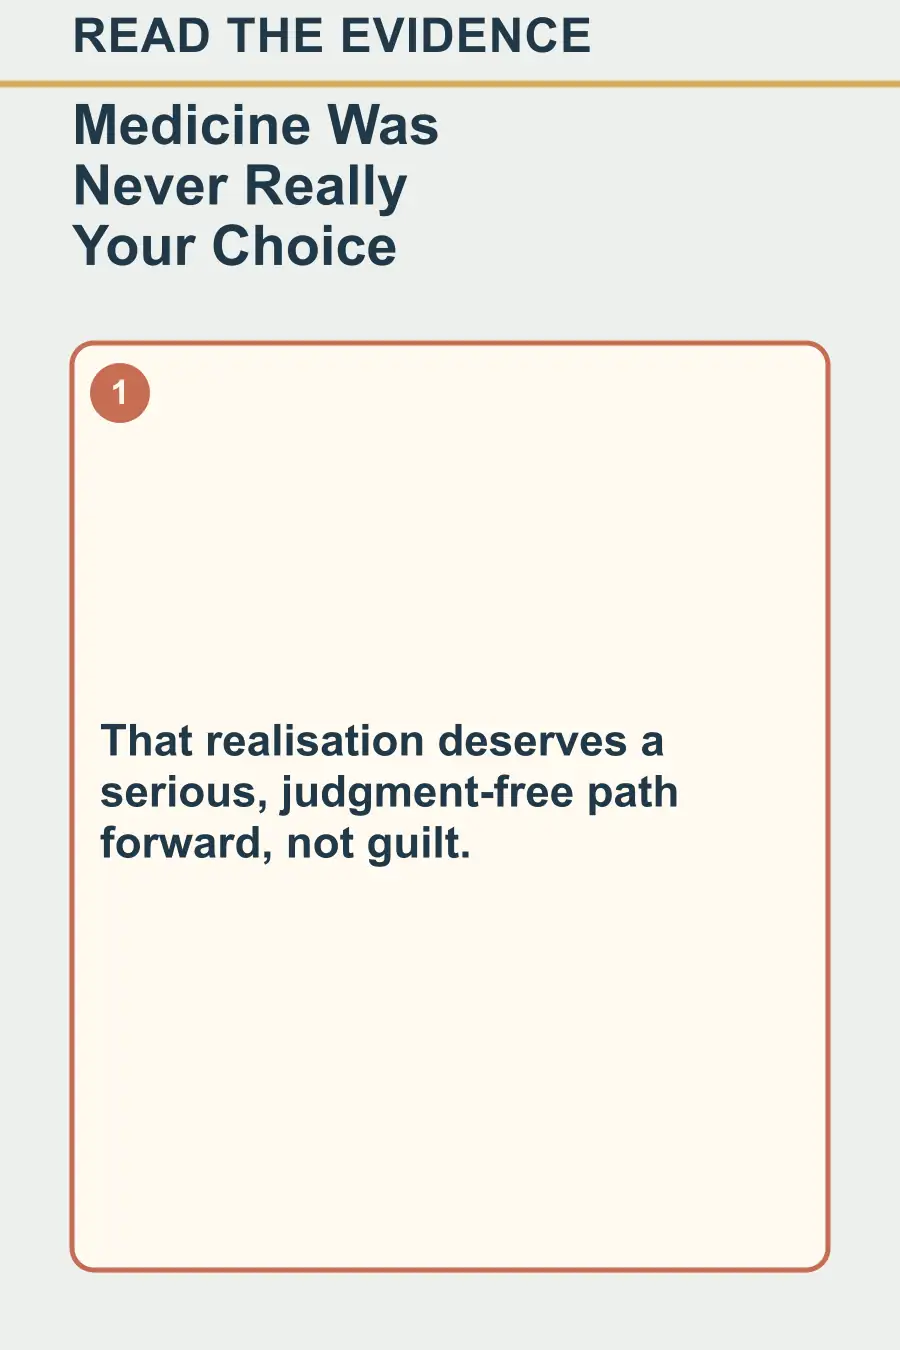 READ THE EVIDENCE
Medicine Was
Never Really
Your Choice
1
That realisation deserves a
serious, judgment-free path
forward, not guilt.